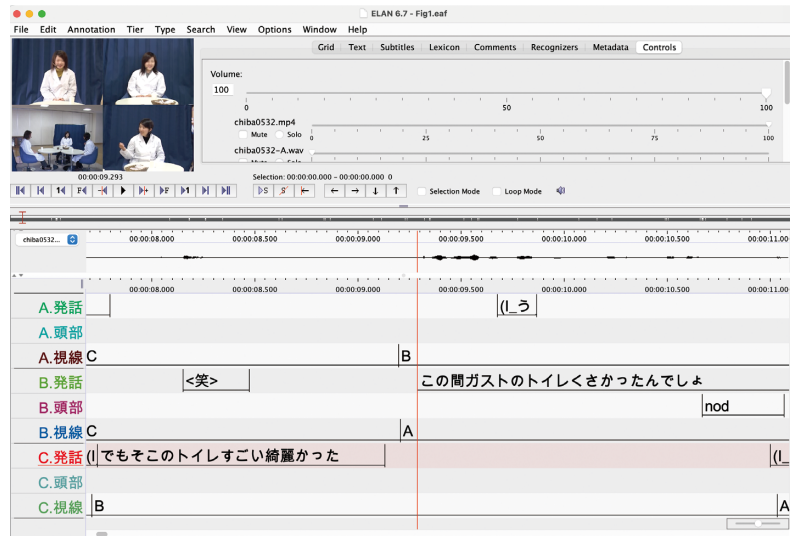 ELAN 6.7 - Fig1.eaf
File Edit Annotation Tier Type Search View Options Window Help
Grid Text Subtitles Lexicon Comments Recognizers Metadata Controls
Volume:
100
0 50 100
chiba0532.mp4
Mute Solo 0 25 50 75 100
chiba0532-A.wav
00:00:09.293 Selection: 00:00:00.000 - 00:00:00.000 0
Selection Mode Loop Mode
chiba0532... 00:00:08.000 00:00:08.500 00:00:09.000 00:00:09.500 00:00:10.000 00:00:10.500 00:00:11.00
00:00:08.000 00:00:08.500 00:00:09.000 00:00:09.500 00:00:10.000 00:00:10.500 00:00:11.00
A.発話 (I_う
A.頭部
A.視線 C B
B.発話 <笑> この間ガストのトイレくさかったんでしょ
B.頭部 nod
B.視線 C A
C.発話 (I でもそこのトイレすごい綺麗かった (I_
C.頭部
C.視線 B A